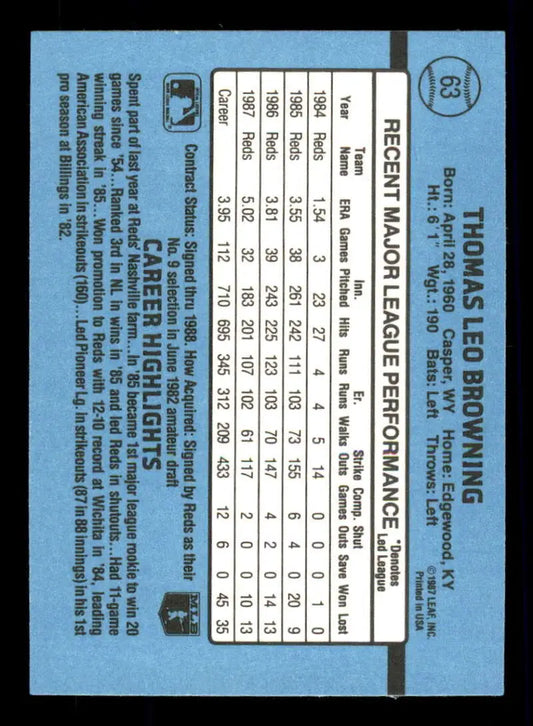 63
THOMAS LEO BROWNING
Born: April 28, 1960 Casper, WY Home: Edgewood, KY
Ht.: 6'1" Wgt.: 190 Bats: Left Throws: Left
©1987 LEAF, INC.
Printed in USA
RECENT MAJOR LEAGUE PERFORMANCE *Denotes Led League
Team Inn. Er. Strike Comp. Shut
Year Name ERA Games Pitched Hits Runs Runs Walks Outs Games Outs Save Won Lost
1984 Reds 1.54 3 23 27 4 4 5 14 0 0 0 1 0
1985 Reds 3.55 38 261 242 111 103 73 155 6 4 0 20 9
1986 Reds 3.81 39 243 225 123 103 70 147 4 2 0 14 13
1987 Reds 5.02 32 183 201 107 102 61 117 2 0 0 10 13
Career 3.95 112 710 695 345 312 209 433 12 6 0 45 35
Contract Status: Signed thru 1988. How Acquired: Signed by Reds as their
No. 9 selection in June 1982 amateur draft
MLB
CAREER HIGHLIGHTS
Spent part of last year at Reds' Nashville farm...In '85 became 1st major league rookie to win 20
games since '54...Ranked 3rd in NL in wins in '85 and led Reds in shutouts...Had 11-game
winning streak in '85...Won promotion to Reds with 12-10 record at Wichita in '84, leading
American Association in strikeouts (160)...Led Pioneer Lg. in strikeouts (87 in 88 innings) in his 1st
pro season at Billings in '82.